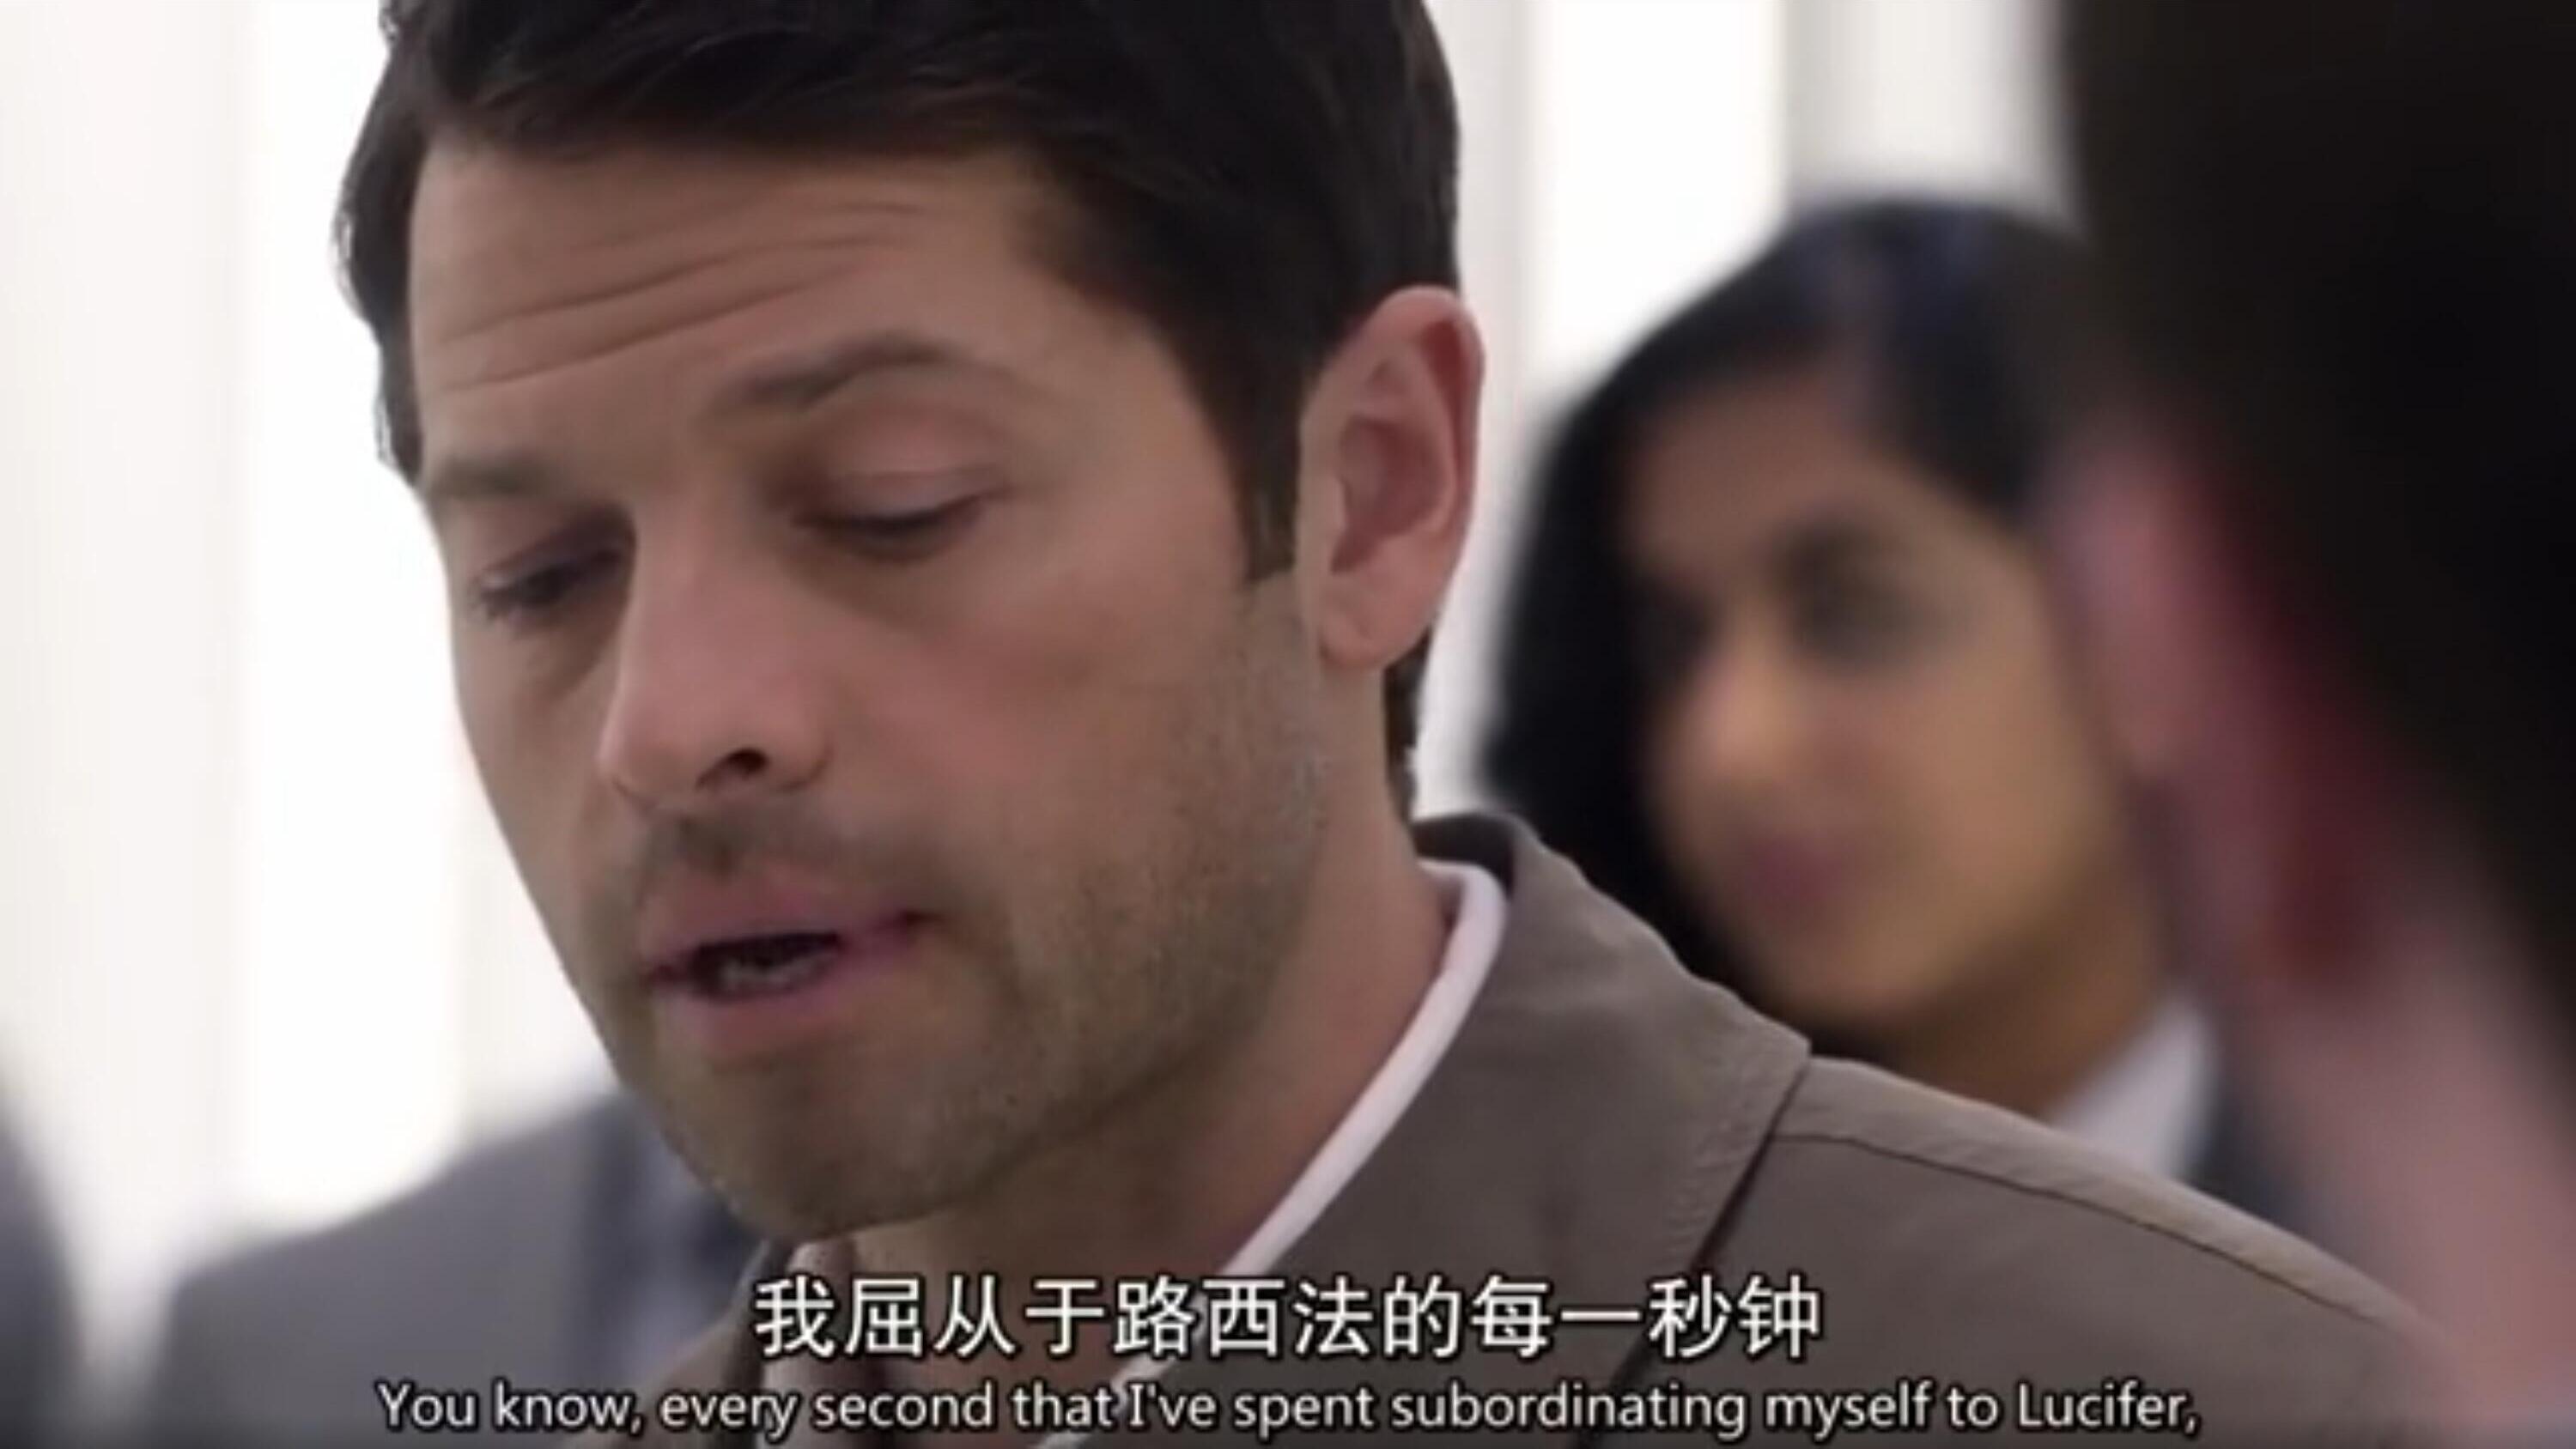 我屈从于路西法的每一秒钟
You know, every second that I've spent subordinating myself to Lucifer,